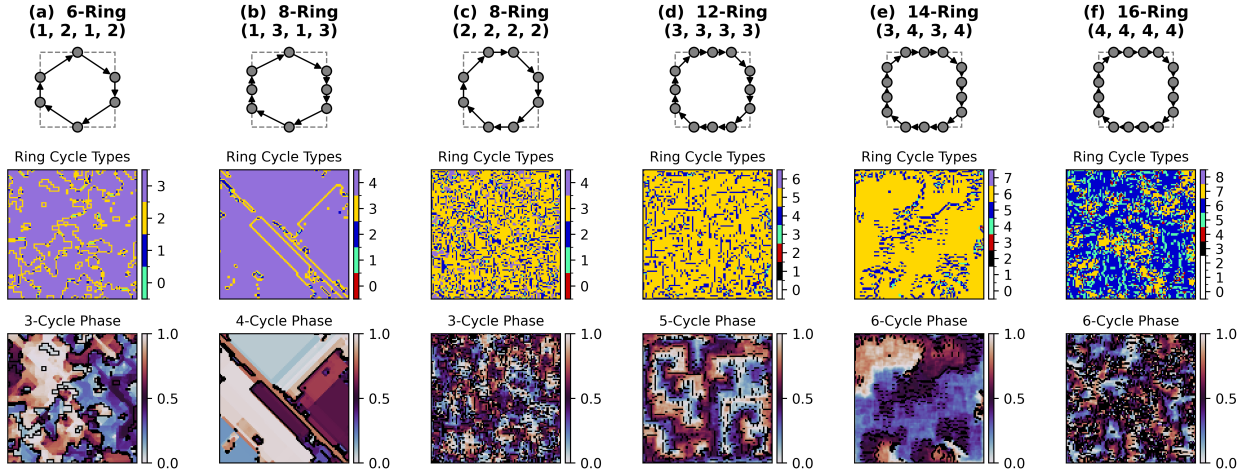 (a) 6-Ring
(1, 2, 1, 2)
(b) 8-Ring
(1, 3, 1, 3)
(c) 8-Ring
(2, 2, 2, 2)
(d) 12-Ring
(3, 3, 3, 3)
(e) 14-Ring
(3, 4, 3, 4)
(f) 16-Ring
(4, 4, 4, 4)
Ring Cycle Types
3
2
1
0
Ring Cycle Types
4
3
2
1
0
Ring Cycle Types
4
3
2
1
0
Ring Cycle Types
6
5
4
3
2
1
0
Ring Cycle Types
7
6
5
4
3
2
1
0
Ring Cycle Types
8
7
6
5
4
3
2
1
0
3-Cycle Phase
1.0
0.5
0.0
4-Cycle Phase
1.0
0.5
0.0
3-Cycle Phase
1.0
0.5
0.0
5-Cycle Phase
1.0
0.5
0.0
6-Cycle Phase
1.0
0.5
0.0
6-Cycle Phase
1.0
0.5
0.0